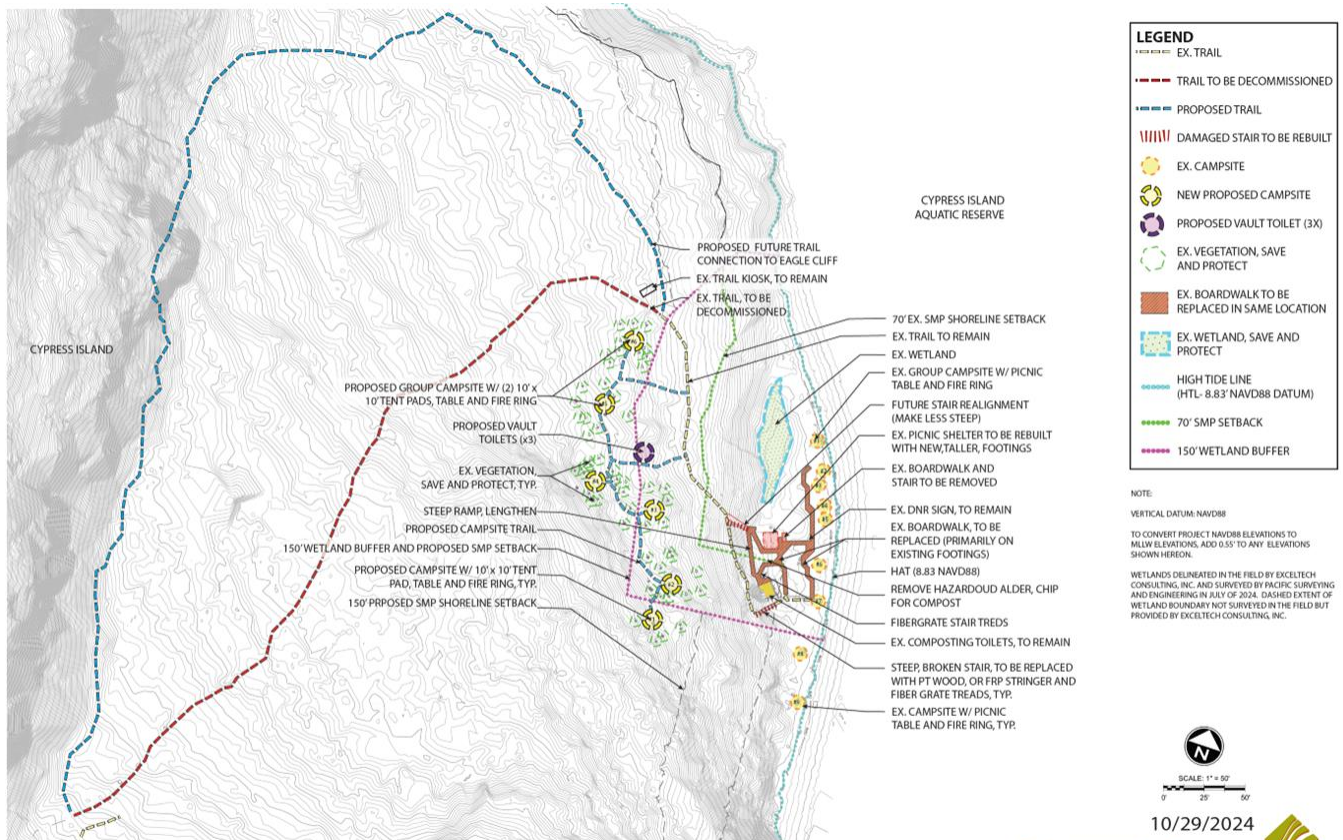 LEGEND
EX. TRAIL
TRAIL TO BE DECOMMISSIONED
PROPOSED TRAIL
DAMAGED STAIR TO BE REBUILT
EX. CAMPSITE
NEW PROPOSED CAMPSITE
PROPOSED VAULT TOILET (3X)
EX. VEGETATION, SAVE
AND PROTECT
EX. BOARDWALK TO BE
REPLACED IN SAME LOCATION
EX. WETLAND, SAVE AND
PROTECT
HIGH TIDE LINE
(HTL- 8.83' NAVD88 DATUM)
70' SMP SETBACK
150' WETLAND BUFFER
NOTE:
VERTICAL DATUM: NAVD88
TO CONVERT PROJECT NAVD88 ELEVATIONS TO
MLLW ELEVATIONS, ADD 0.55' TO ANY ELEVATIONS
SHOWN HEREON.
WETLANDS DELINEATED IN THE FIELD BY EXCELTECH
CONSULTING, INC. AND SURVEYED BY PACIFIC SURVEYING
AND ENGINEERING IN JULY OF 2024. DASHED EXTENT OF
WETLAND BOUNDARY NOT SURVEYED IN THE FIELD BUT
PROVIDED BY EXCELTECH CONSULTING, INC.
CYPRESS ISLAND
AQUATIC RESERVE
CYPRESS ISLAND
PROPOSED FUTURE TRAIL
CONNECTION TO EAGLE CLIFF
EX. TRAIL KIOSK, TO REMAIN
EX. TRAIL, TO BE
DECOMMISSIONED
PROPOSED GROUP CAMPSITE W/ (2) 10' x
10' TENT PADS, TABLE AND FIRE RING
PROPOSED VAULT
TOILETS (x3)
EX. VEGETATION,
SAVE AND PROTECT, TYP.
STEEP RAMP, LENGTHEN
PROPOSED CAMPSITE TRAIL
150' WETLAND BUFFER AND PROPOSED SMP SETBACK
PROPOSED CAMPSITE W/ 10' x 10' TENT
PAD, TABLE AND FIRE RING, TYP.
150' PRPOSED SMP SHORELINE SETBACK
70' EX. SMP SHORELINE SETBACK
EX. TRAIL TO REMAIN
EX. WETLAND
EX. GROUP CAMPSITE W/ PICNIC
TABLE AND FIRE RING
FUTURE STAIR REALIGNMENT
(MAKE LESS STEEP)
EX. PICNIC SHELTER TO BE REBUILT
WITH NEW,TALLER, FOOTINGS
EX. BOARDWALK AND
STAIR TO BE REMOVED
EX. DNR SIGN, TO REMAIN
EX. BOARDWALK, TO BE
REPLACED (PRIMARILY ON
EXISTING FOOTINGS)
HAT (8.83 NAVD88)
REMOVE HAZARDOUD ALDER, CHIP
FOR COMPOST
FIBERGRATE STAIR TREDS
EX. COMPOSTING TOILETS, TO REMAIN
STEEP, BROKEN STAIR, TO BE REPLACED
WITH PT WOOD, OR FRP STRINGER AND
FIBER GRATE TREADS, TYP.
EX. CAMPSITE W/ PICNIC
TABLE AND FIRE RING, TYP.
N
SCALE: 1" = 50'
0' 25' 50'
10/29/2024